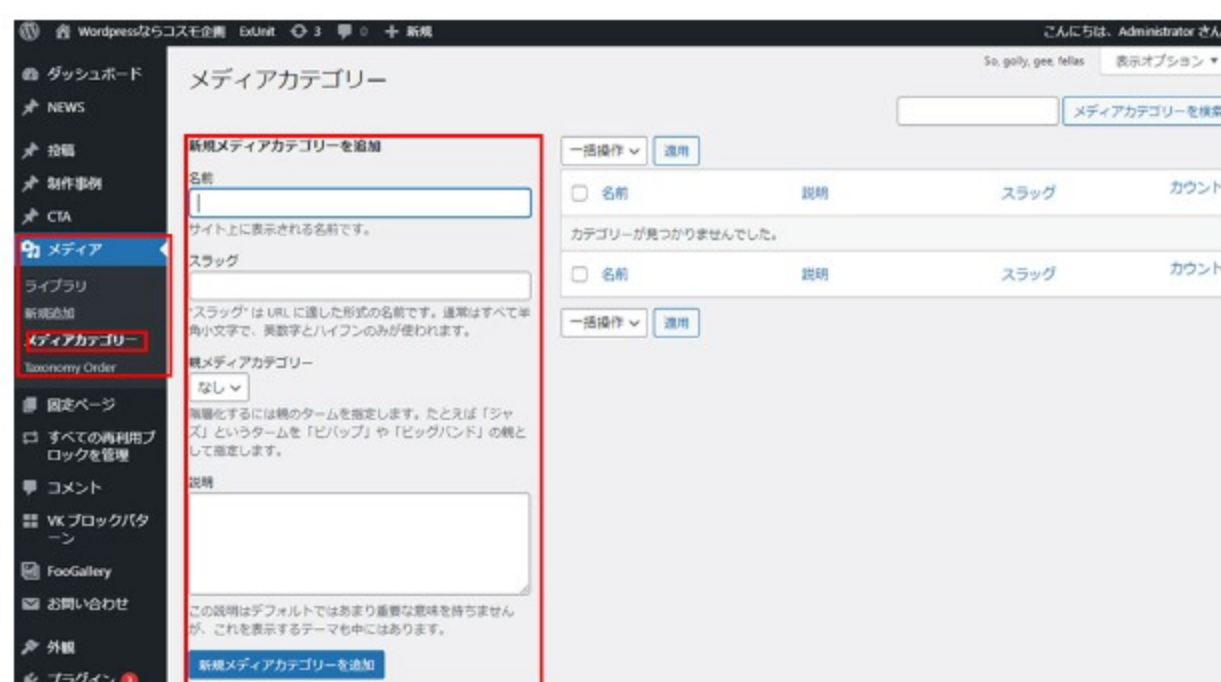 Wordpressならコスモ企画 ExUnit 3 0 新規 こんにちは、Administrator さん
ダッシュボード
NEWS
投稿
制作事例
CTA
メディア
ライブラリ
新規追加
メディアカテゴリー
Taxonomy Order
固定ページ
すべての再利用ブ
ロックを管理
コメント
VK ブロックパタ
ーン
FooGallery
お問い合わせ
外観
プラグイン 3
メディアカテゴリー
So, golly, gee, fellas 表示オプション ▼
メディアカテゴリーを検索
新規メディアカテゴリーを追加
名前
サイト上に表示される名前です。
スラッグ
"スラッグ" は URL に適した形式の名前です。通常はすべて半
角小文字で、英数字とハイフンのみが使われます。
親メディアカテゴリー
なし
階層化するには親のタームを指定します。たとえば「ジャ
ズ」というタームを「ビバップ」や「ビッグバンド」の親と
して指定します。
説明
この説明はデフォルトではあまり重要な意味を持ちません
が、これを表示するテーマも中にはあります。
新規メディアカテゴリーを追加
一括操作 適用
名前 説明 スラッグ カウント
カテゴリーが見つかりませんでした。
名前 説明 スラッグ カウント
一括操作 適用